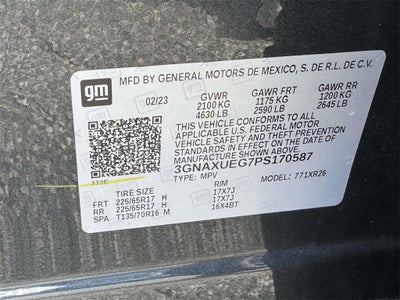 gm
MFD BY GENERAL MOTORS DE MEXICO, S. DE R.L. DE C.V.
02/23 GVWR GAWR FRT GAWR RR
2100 KG 1175 KG 1200 KG
4630 LB 2590 LB 2645 LB
THIS VEHICLE CONFORMS TO ALL
APPLICABLE U.S. FEDERAL MOTOR
VEHICLE SAFETY AND THEFT PREVENTION
STANDARDS IN EFFECT ON THE DATE OF
MANUFACTURE SHOWN ABOVE.
3GNAXUEG7PS170587
TYPE: MPV MODEL: 771XR26
TIRE SIZE RIM
FRT 225/65R17 H 17X7J
RR 225/65R17 H 17X7J
SPA T135/70R16 M 16X4BT